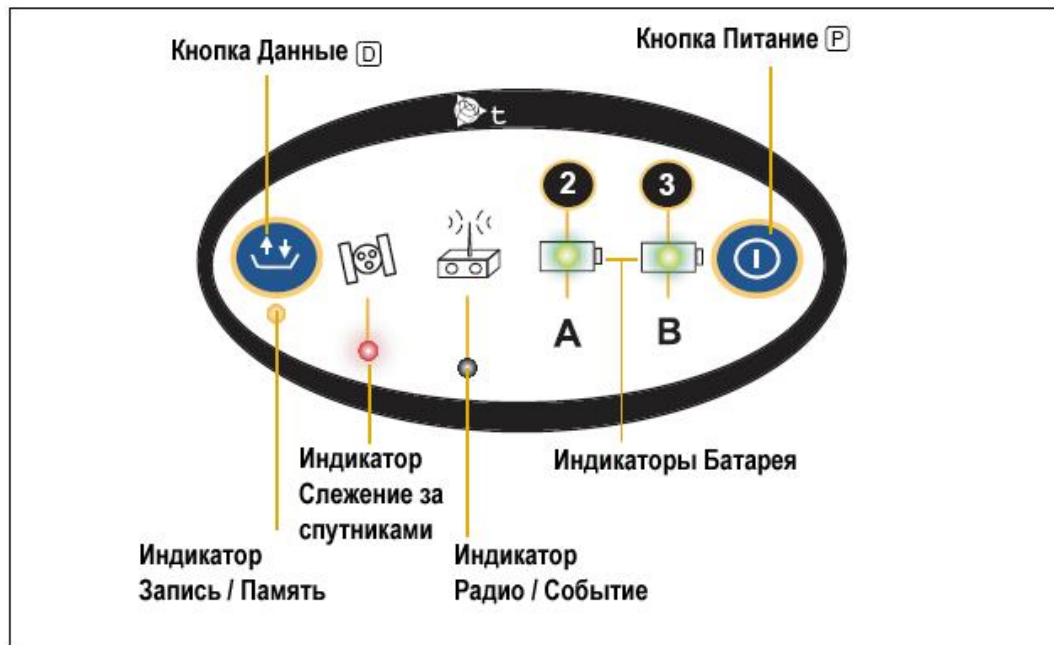 Кнопка Данные D
Кнопка Питание P
t
2
3
A
B
Индикаторы Батарея
Индикатор
Слежение за
спутниками
Индикатор
Запись / Память
Индикатор
Радио / Событие